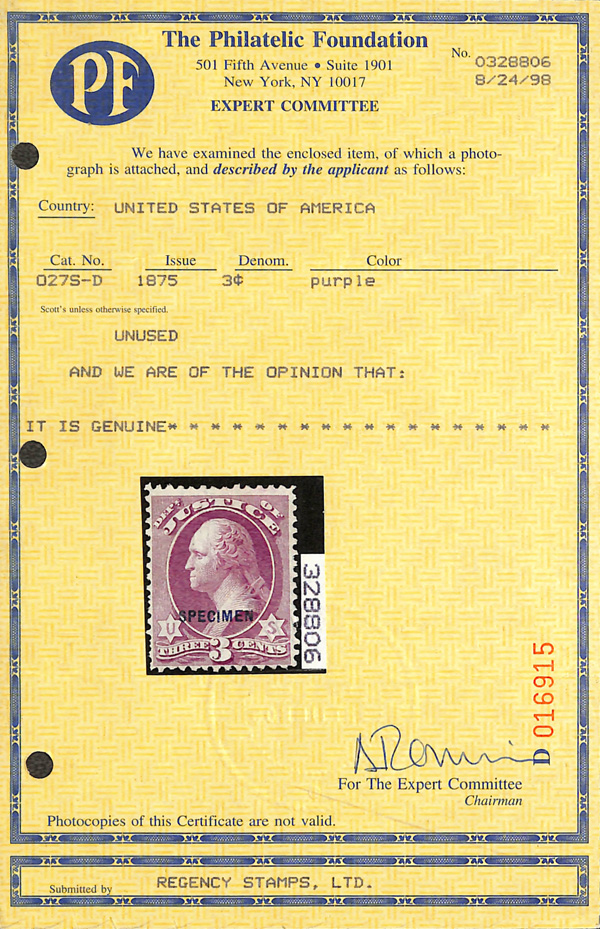 The Philatelic Foundation
501 Fifth Avenue • Suite 1901
New York, NY 10017
EXPERT COMMITTEE
PF
No. 0328806
8/24/98
We have examined the enclosed item, of which a photo-
graph is attached, and described by the applicant as follows:
Country: UNITED STATES OF AMERICA
Cat. No. Issue Denom. Color
O27S-D 1875 3¢ purple
Scott's unless otherwise specified.
UNUSED
AND WE ARE OF THE OPINION THAT:
IT IS GENUINE* * * * * * * * * * * * * * * * * *
DEP'T OF
JUSTICE
SPECIMEN
U S
THREE 3 CENTS
328806
D 016915
For The Expert Committee
Chairman
Photocopies of this Certificate are not valid.
Submitted by REGENCY STAMPS, LTD.